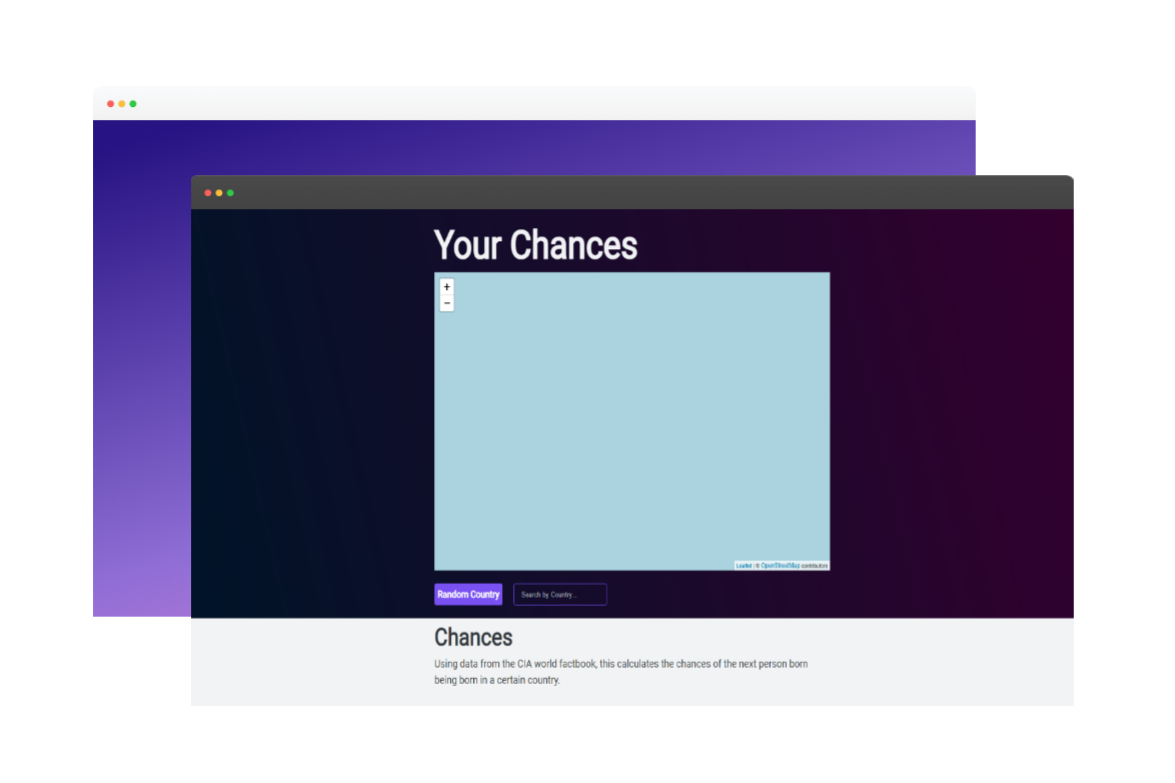 Your Chances
+
−
Leaflet | © OpenStreetMap contributors
Random Country
Search by Country...
Chances
Using data from the CIA world factbook, this calculates the chances of the next person born
being born in a certain country.